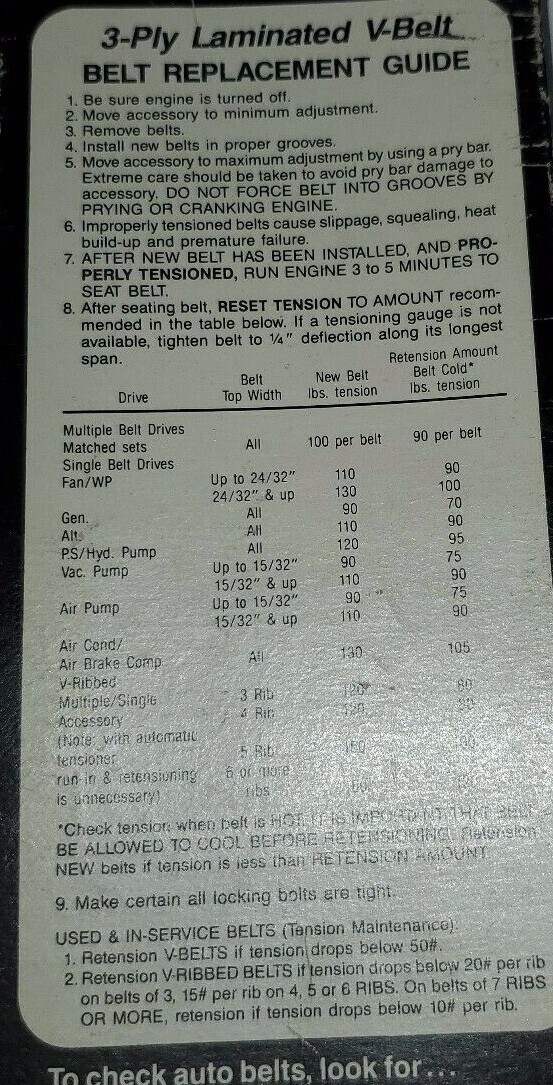 3-Ply Laminated V-Belt
BELT REPLACEMENT GUIDE
1. Be sure engine is turned off.
2. Move accessory to minimum adjustment.
3. Remove belts.
4. Install new belts in proper grooves.
5. Move accessory to maximum adjustment by using a pry bar.
Extreme care should be taken to avoid pry bar damage to
accessory. DO NOT FORCE BELT INTO GROOVES BY
PRYING OR CRANKING ENGINE.
6. Improperly tensioned belts cause slippage, squealing, heat
build-up and premature failure.
7. AFTER NEW BELT HAS BEEN INSTALLED, AND PRO-
PERLY TENSIONED, RUN ENGINE 3 to 5 MINUTES TO
SEAT BELT.
8. After seating belt, RESET TENSION TO AMOUNT recom-
mended in the table below. If a tensioning gauge is not
available, tighten belt to 1/4" deflection along its longest
span.
Drive Belt Top Width New Belt lbs. tension Retension Amount Belt Cold* lbs. tension
Multiple Belt Drives
Matched sets All 100 per belt 90 per belt
Single Belt Drives
Fan/WP Up to 24/32" 110 90
24/32" & up 130 100
Gen. All 90 70
Alt. All 110 90
P.S/Hyd. Pump All 120 95
Vac. Pump Up to 15/32" 90 75
15/32" & up 110 90
Air Pump Up to 15/32" 90 75
15/32" & up 110 90
Air Cond/
Air Brake Comp All 130 105
V-Ribbed
Multiple/Single 3 Rib
Accessory 4 Rib
(Note: with automatic
tensioner 5 Rib
run-in & retensioning 6 or more
is unnecessary) ribs
*Check tension when belt is HOT. IT IS IMPORTANT THAT BELT
BE ALLOWED TO COOL BEFORE RETENSIONING. Retension
NEW belts if tension is less than RETENSION AMOUNT
9. Make certain all locking bolts are tight.
USED & IN-SERVICE BELTS (Tension Maintenance):
1. Retension V-BELTS if tension drops below 50#.
2. Retension V-RIBBED BELTS if tension drops below 20# per rib
on belts of 3, 15# per rib on 4, 5 or 6 RIBS. On belts of 7 RIBS
OR MORE, retension if tension drops below 10# per rib.
To check auto belts, look for...